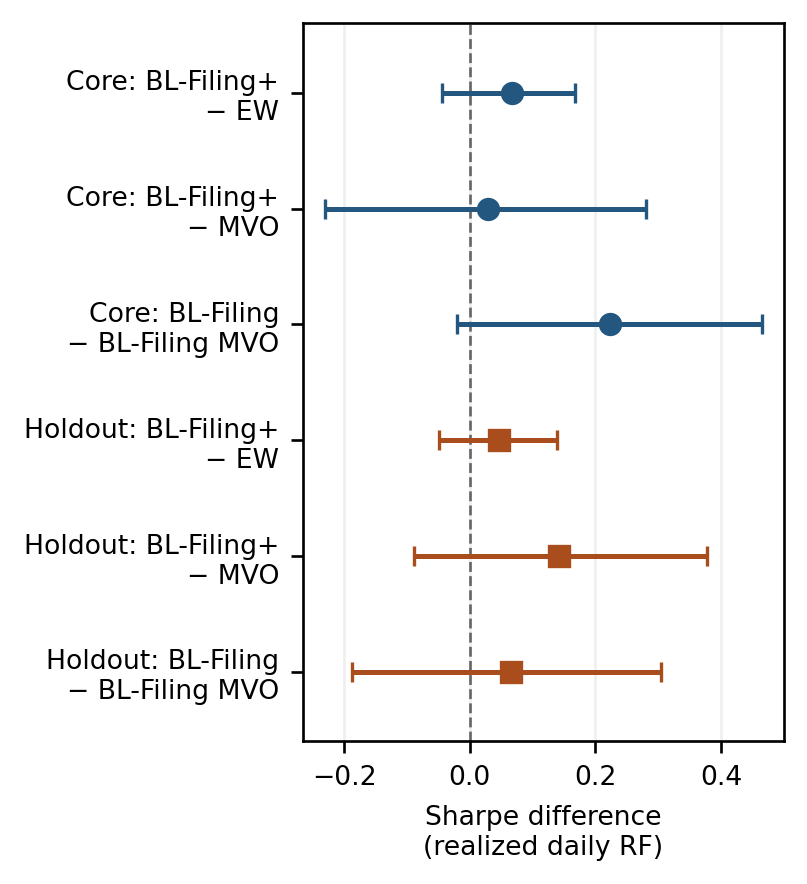 Core: BL-Filing+
− EW
Core: BL-Filing+
− MVO
Core: BL-Filing
− BL-Filing MVO
Holdout: BL-Filing+
− EW
Holdout: BL-Filing+
− MVO
Holdout: BL-Filing
− BL-Filing MVO
−0.2 0.0 0.2 0.4
Sharpe difference
(realized daily RF)